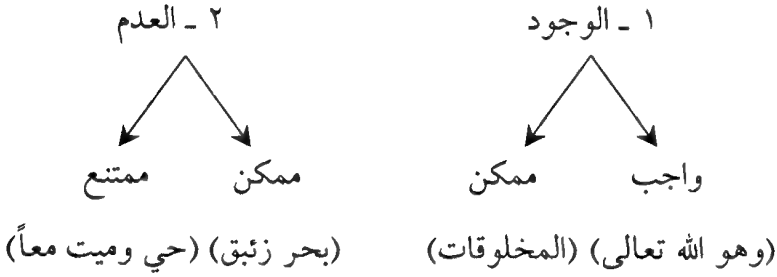 ١ ـ الوجود ٢ ـ العدم
واجب ممكن ممكن ممتنع
(وهو الله تعالى) (المخلوقات) (بحر زئبق) (حي وميت معاً)